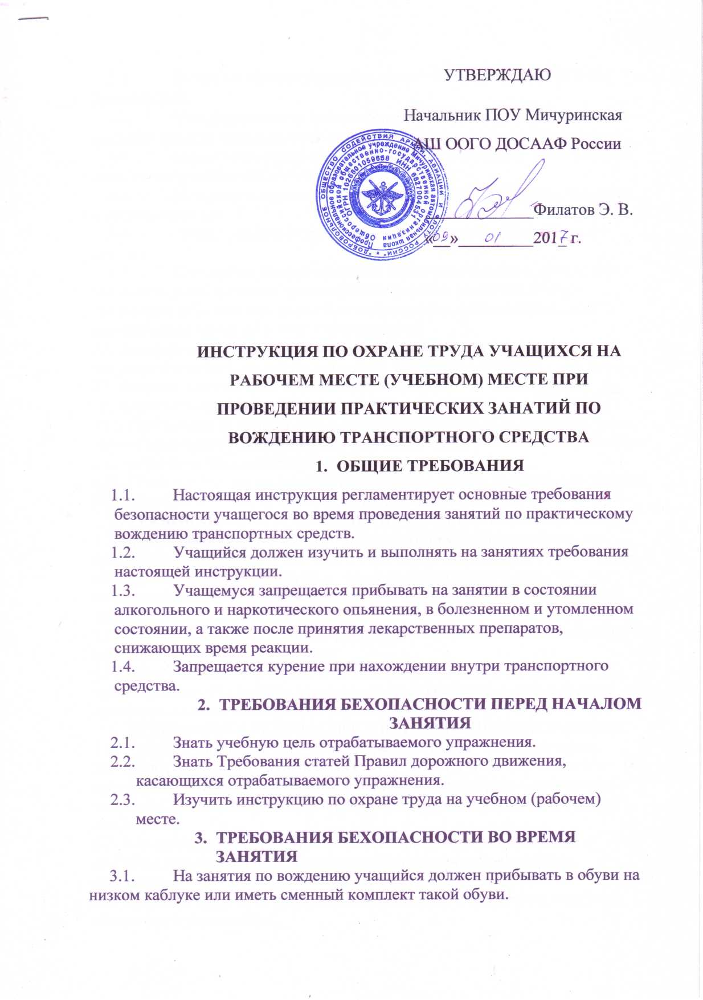 УТВЕРЖДАЮ
Начальник ПОУ Мичуринская
АШ ООГО ДОСААФ России
Филатов Э. В.
«09» 01 2017 г.
"ДОБРОВОЛЬНОЕ ОБЩЕСТВО СОДЕЙСТВИЯ АРМИИ, АВИАЦИИ И ФЛОТУ РОССИИ" *
Профессиональное образовательное учреждение Мичуринская автомобильная школа
Общероссийской общественно-государственной организации
ОГРН 1026801059658 ИНН 6827004531
ДОСААФ РОССИИ
ИНСТРУКЦИЯ ПО ОХРАНЕ ТРУДА УЧАЩИХСЯ НА
РАБОЧЕМ МЕСТЕ (УЧЕБНОМ) МЕСТЕ ПРИ
ПРОВЕДЕНИИ ПРАКТИЧЕСКИХ ЗАНАТИЙ ПО
ВОЖДЕНИЮ ТРАНСПОРТНОГО СРЕДСТВА
1. ОБЩИЕ ТРЕБОВАНИЯ
1.1. Настоящая инструкция регламентирует основные требования
безопасности учащегося во время проведения занятий по практическому
вождению транспортных средств.
1.2. Учащийся должен изучить и выполнять на занятиях требования
настоящей инструкции.
1.3. Учащемуся запрещается прибывать на занятии в состоянии
алкогольного и наркотического опьянения, в болезненном и утомленном
состоянии, а также после принятия лекарственных препаратов,
снижающих время реакции.
1.4. Запрещается курение при нахождении внутри транспортного
средства.
2. ТРЕБОВАНИЯ БЕХОПАСНОСТИ ПЕРЕД НАЧАЛОМ
ЗАНЯТИЯ
2.1. Знать учебную цель отрабатываемого упражнения.
2.2. Знать Требования статей Правил дорожного движения,
касающихся отрабатываемого упражнения.
2.3. Изучить инструкцию по охране труда на учебном (рабочем)
месте.
3. ТРЕБОВАНИЯ БЕХОПАСНОСТИ ВО ВРЕМЯ
ЗАНЯТИЯ
3.1. На занятия по вождению учащийся должен прибывать в обуви на
низком каблуке или иметь сменный комплект такой обуви.